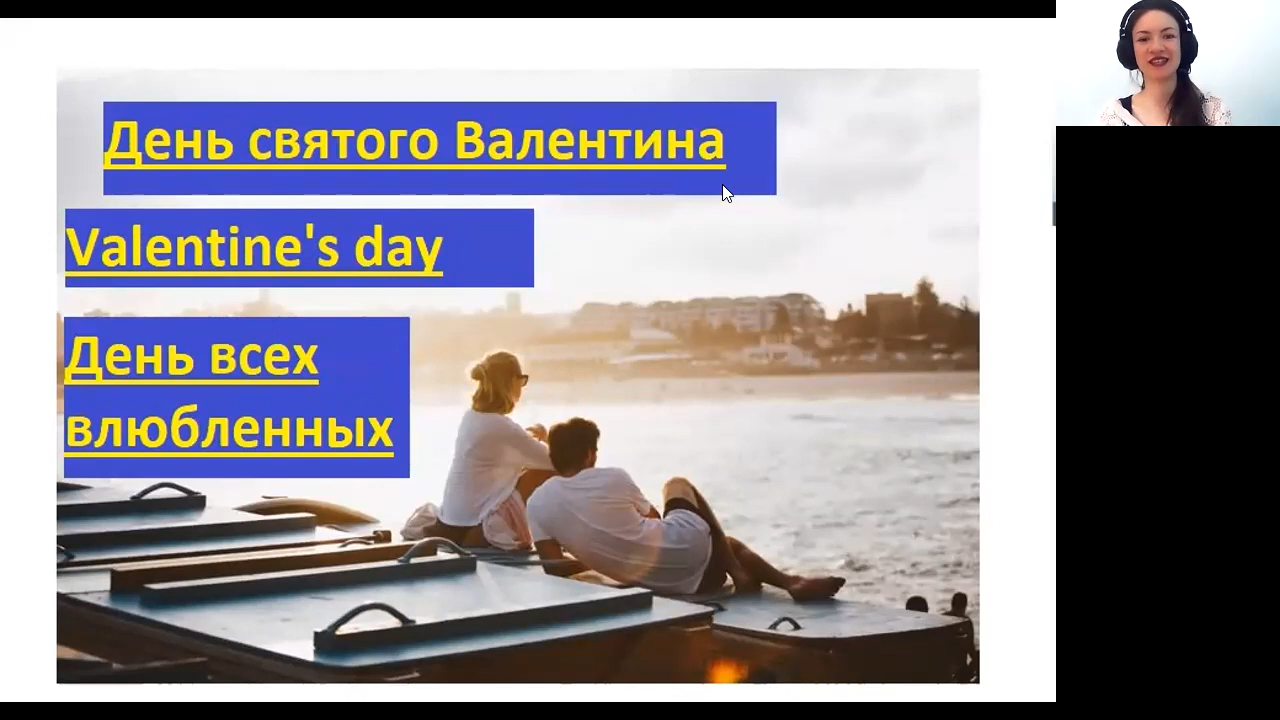 День святого Валентина
Valentine's day
День всех
влюбленных